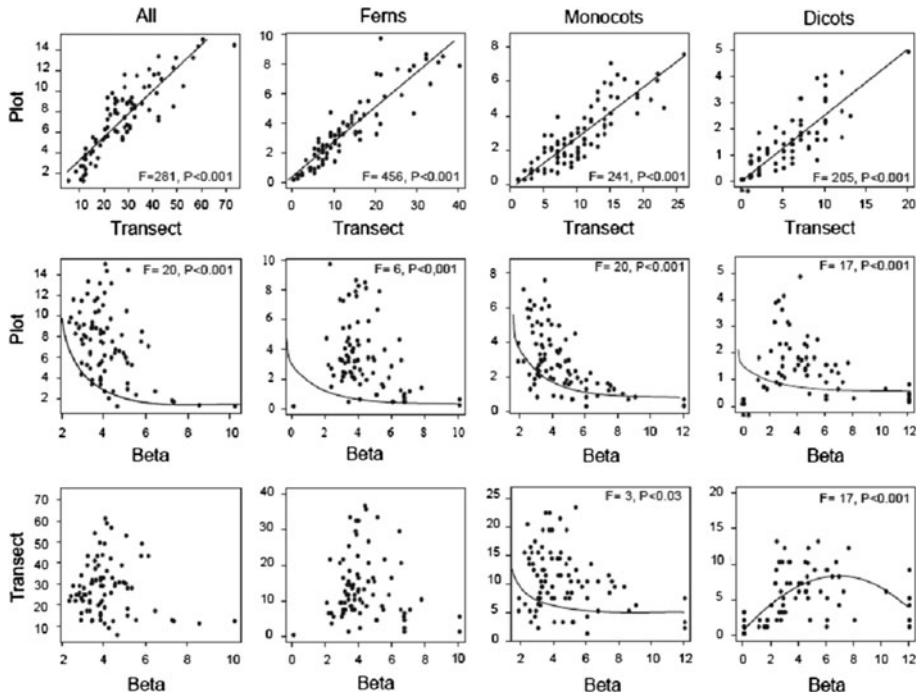 All Ferns Monocots Dicots
Plot
14 12 10 8 6 4 2
F=281, P<0.001
10 20 30 40 50 60 70
Transect
10 8 6 4 2 0
F= 456, P<0.001
0 10 20 30 40
Transect
8 6 4 2 0
F= 241, P<0.001
0 5 10 15 20 25
Transect
5 4 3 2 1 0
F= 205, P<0.001
0 5 10 15 20
Transect
Plot
14 12 10 8 6 4 2
F= 20, P<0.001
2 4 6 8 10
Beta
10 8 6 4 2 0
F= 6, P<0,001
0 2 4 6 8 10
Beta
8 6 4 2 0
F= 20, P<0.001
2 4 6 8 10 12
Beta
5 4 3 2 1 0
F= 17, P<0.001
0 2 4 6 8 10 12
Beta
Transect
70 60 50 40 30 20 10
2 4 6 8 10
Beta
40 30 20 10 0
0 2 4 6 8 10
Beta
25 20 15 10 5 0
F= 3, P<0.03
2 4 6 8 10 12
Beta
20 15 10 5 0
F= 17, P<0.001
0 2 4 6 8 10 12
Beta